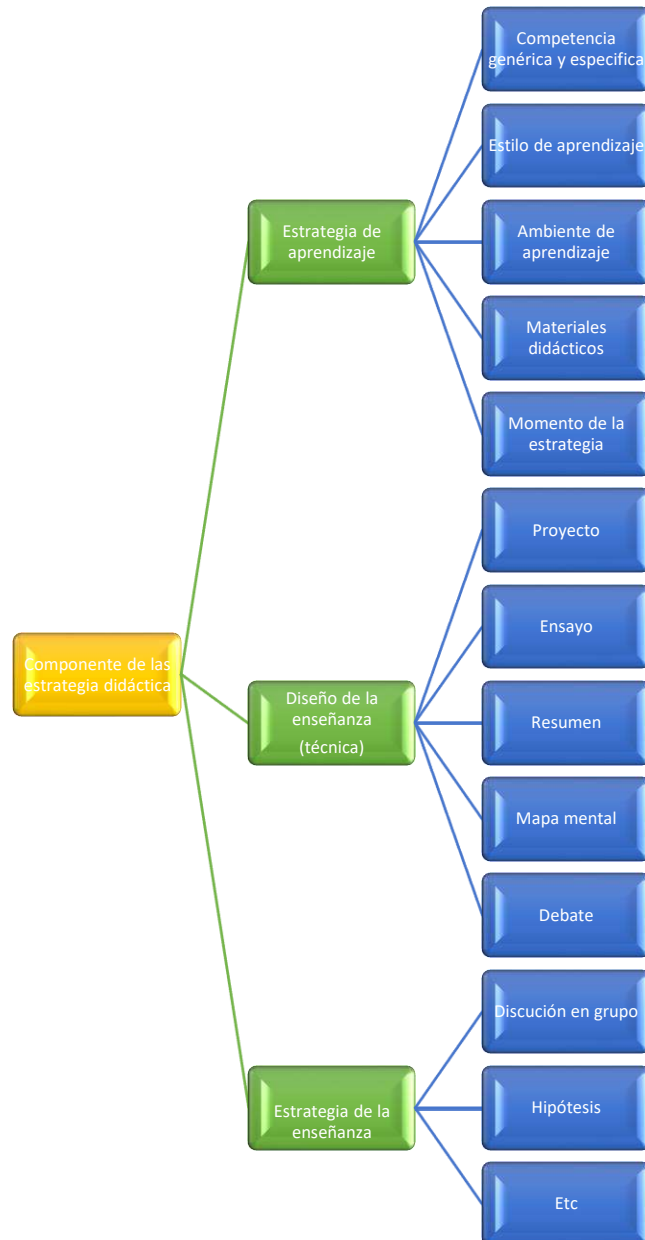 Competencia
genérica y especifica
Estilo de aprendizaje
Estrategia de
aprendizaje
Ambiente de
aprendizaje
Materiales
didácticos
Momento de la
estrategia
Proyecto
Ensayo
Componente de las
estrategia didáctica
Diseño de la
enseñanza
(técnica)
Resumen
Mapa mental
Debate
Discución en grupo
Estrategia de la
enseñanza
Hipótesis
Etc